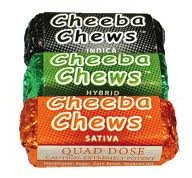 Cheeba
Chews
INDICA
Cheeba
Chews
HYBRID
Cheeba
Chews
SATIVA
QUAD DOSE
CAUTION: EXTREMELY POTENT